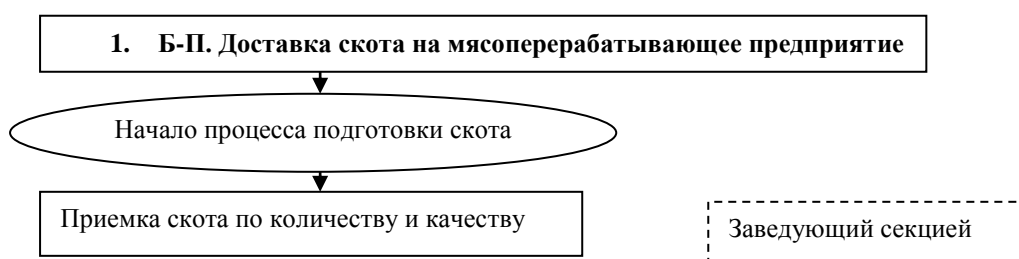 1. Б-П. Доставка скота на мясоперерабатывающее предприятие
Начало процесса подготовки скота
Приемка скота по количеству и качеству
Заведующий секцией